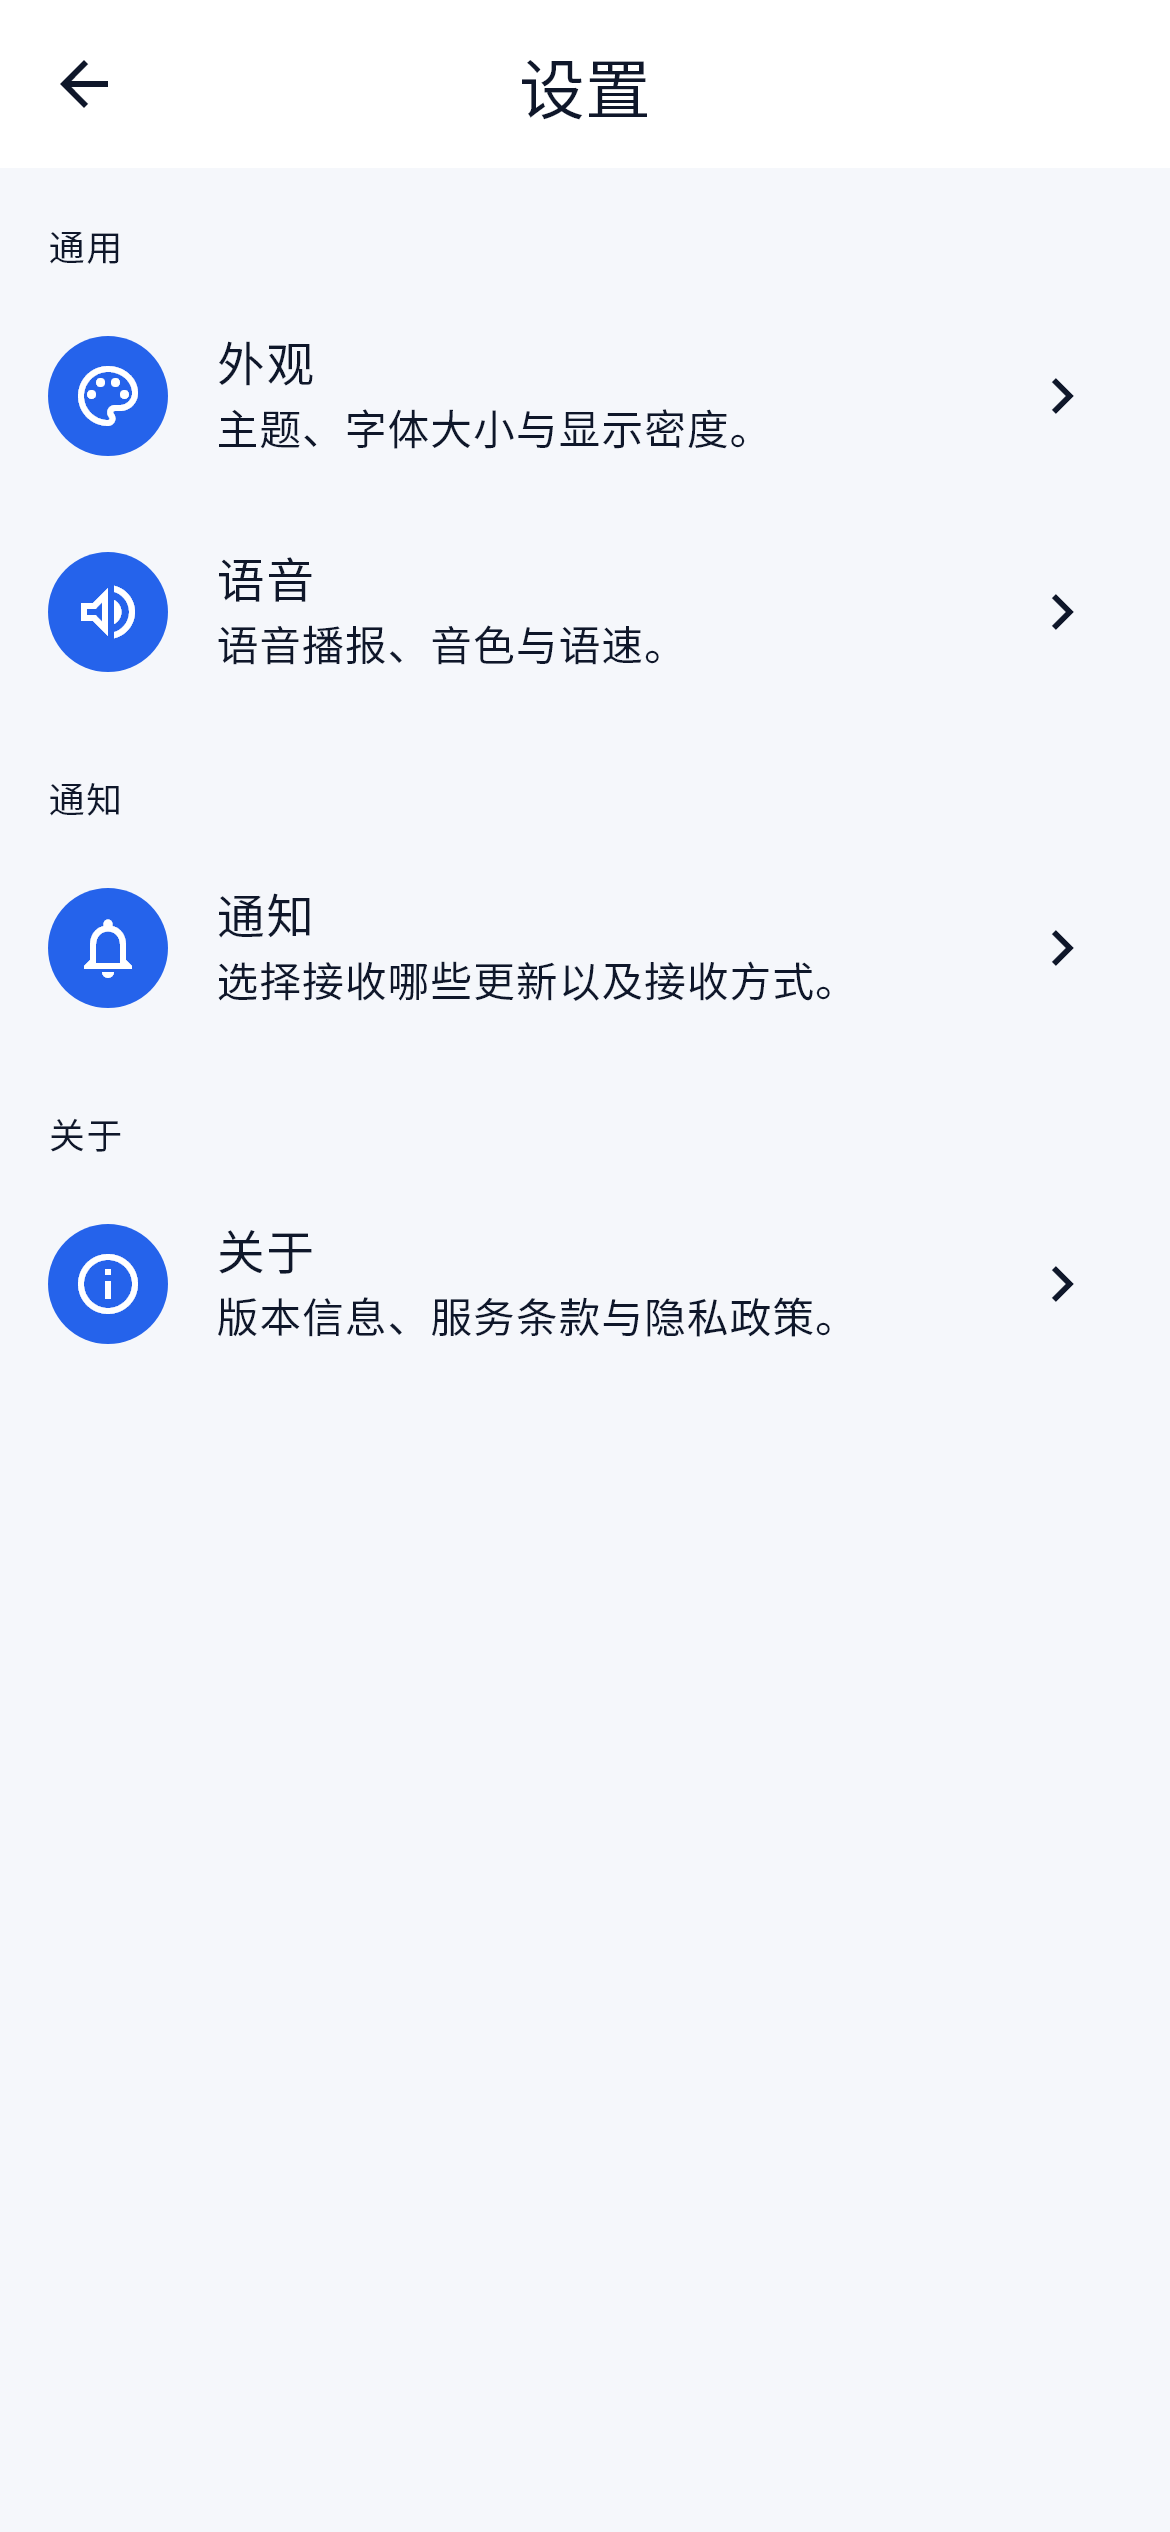 设置
通用
外观
主题、字体大小与显示密度。
语音
语音播报、音色与语速。
通知
通知
选择接收哪些更新以及接收方式。
关于
关于
版本信息、服务条款与隐私政策。